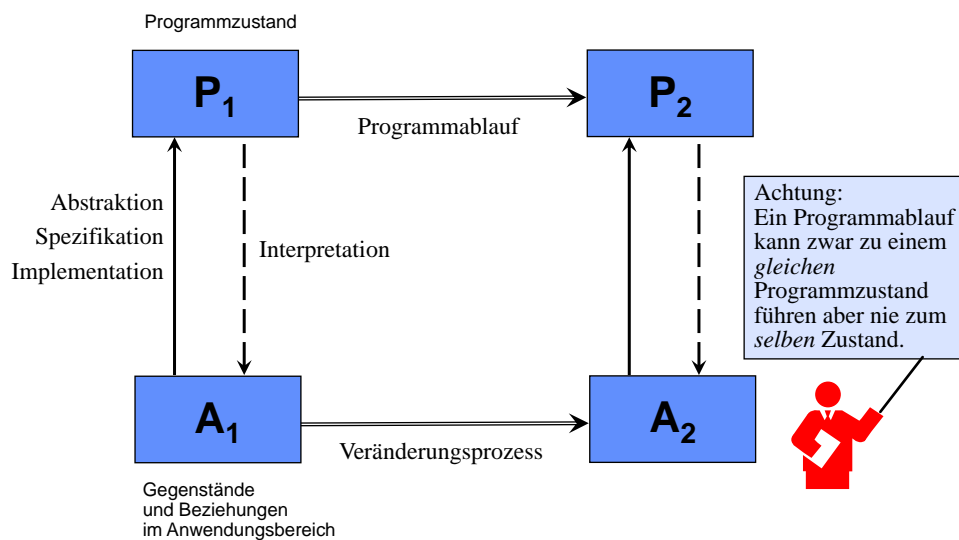 Programmzustand
P1
P2
Programmablauf
Abstraktion
Spezifikation
Implementation
Interpretation
Achtung:
Ein Programmablauf
kann zwar zu einem
gleichen
Programmzustand
führen aber nie zum
selben Zustand.
A1
A2
Veränderungsprozess
Gegenstände
und Beziehungen
im Anwendungsbereich